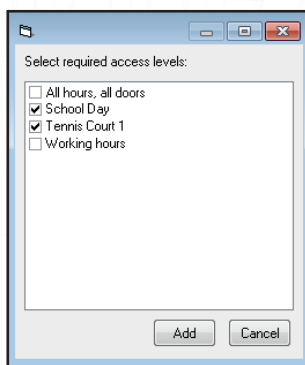 Select required access levels:
All hours, all doors
School Day
Tennis Court 1
Working hours
Add Cancel